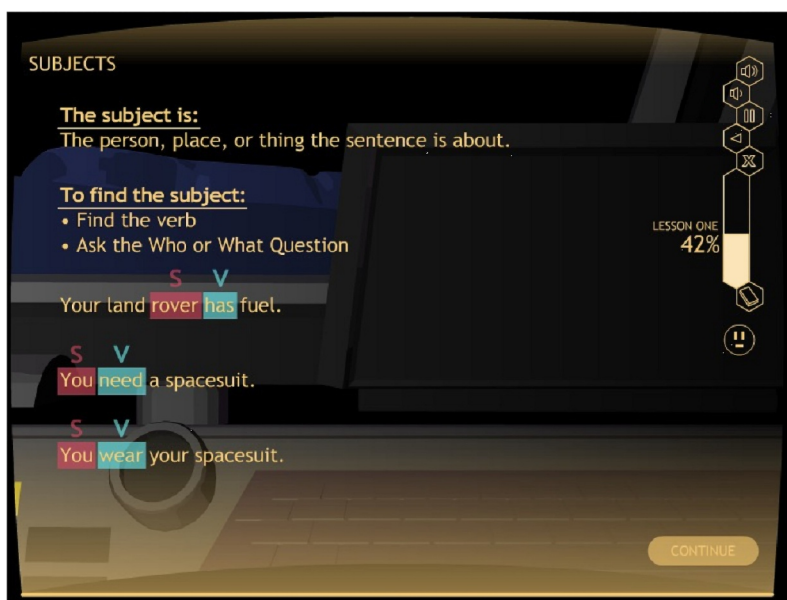 SUBJECTS
The subject is:
The person, place, or thing the sentence is about.
To find the subject:
• Find the verb
• Ask the Who or What Question
S V
Your land rover has fuel.
S V
You need a spacesuit.
S V
You wear your spacesuit.
LESSON ONE
42%
CONTINUE